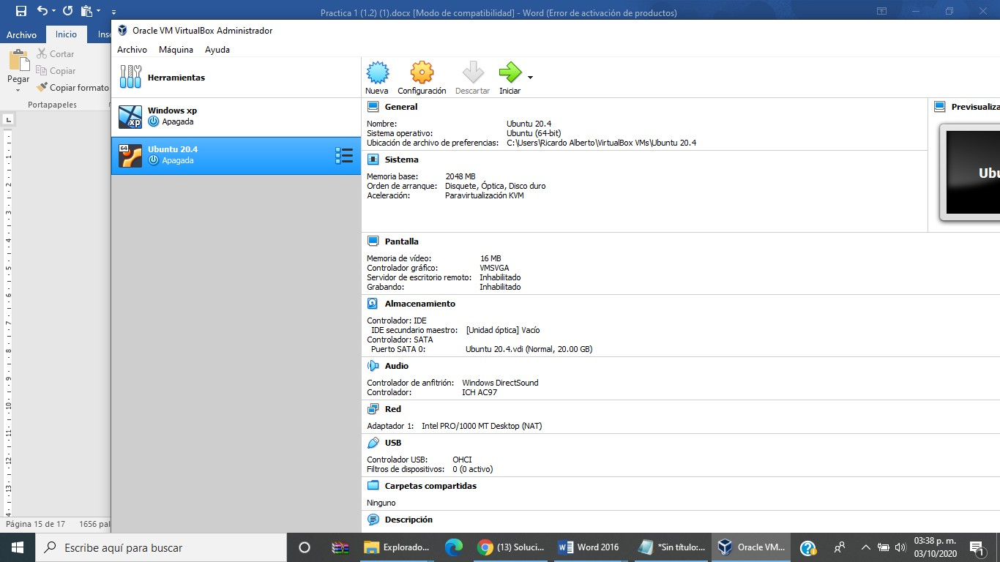 Practica 1 (1.2) (1).docx [Modo de compatibilidad] - Word (Error de activación de productos)
Archivo Inicio Inse
Cortar
Copiar
Copiar formato
Pegar
Portapapeles
Oracle VM VirtualBox Administrador
Archivo Máquina Ayuda
Herramientas
Windows xp
Apagada
64
Ubuntu 20.4
Apagada
Nueva Configuración Descartar Iniciar
General
Nombre: Ubuntu 20.4
Sistema operativo: Ubuntu (64-bit)
Ubicación de archivo de preferencias: C:\Users\Ricardo Alberto\VirtualBox VMs\Ubuntu 20.4
Previsualiza
Ubu
Sistema
Memoria base: 2048 MB
Orden de arranque: Disquete, Óptica, Disco duro
Aceleración: Paravirtualización KVM
Pantalla
Memoria de vídeo: 16 MB
Controlador gráfico: VMSVGA
Servidor de escritorio remoto: Inhabilitado
Grabando: Inhabilitado
Almacenamiento
Controlador: IDE
IDE secundario maestro: [Unidad óptica] Vacío
Controlador: SATA
Puerto SATA 0: Ubuntu 20.4.vdi (Normal, 20.00 GB)
Audio
Controlador de anfitrión: Windows DirectSound
Controlador: ICH AC97
Red
Adaptador 1: Intel PRO/1000 MT Desktop (NAT)
USB
Controlador USB: OHCI
Filtros de dispositivos: 0 (0 activo)
Carpetas compartidas
Ninguno
Descripción
Página 15 de 17 1656 pal
Escribe aquí para buscar
Explorado...
(13) Soluci...
Word 2016
*Sin título:...
Oracle VM...
03:38 p. m.
03/10/2020
1